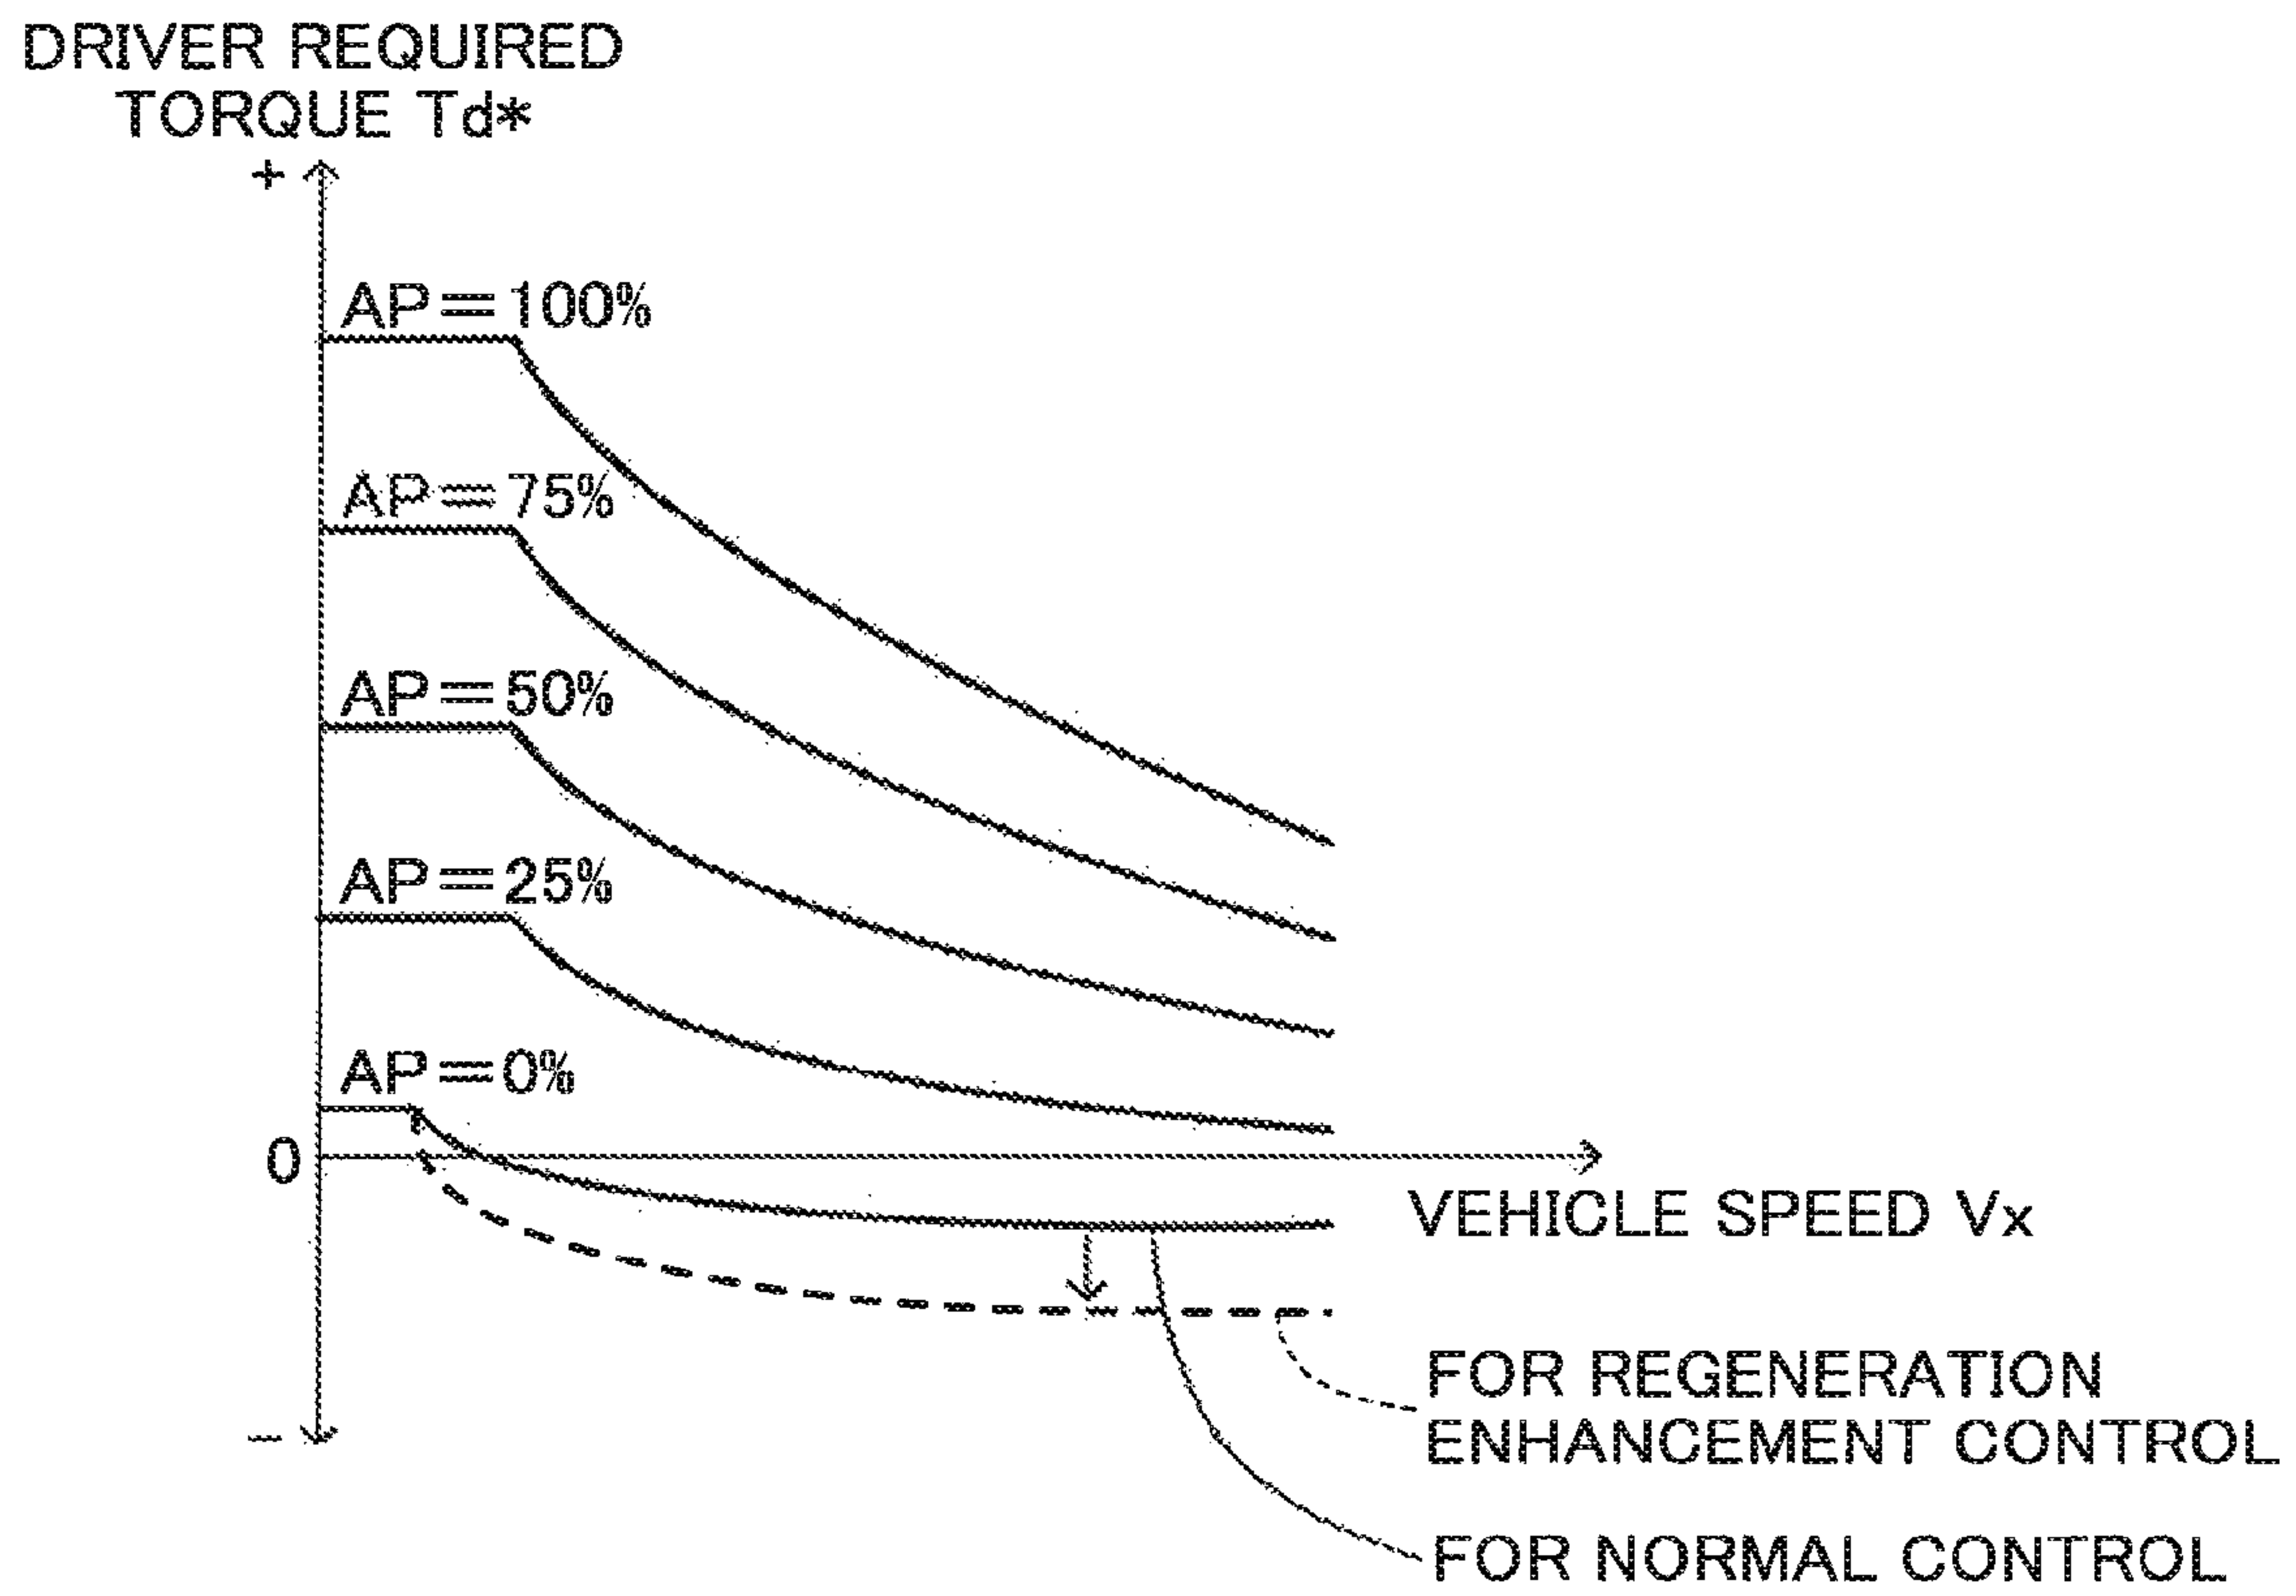 DRIVER REQUIRED
TORQUE Td*
+
AP=100%
AP=75%
AP=50%
AP=25%
AP=0%
0
VEHICLE SPEED Vx
FOR REGENERATION
ENHANCEMENT CONTROL
−
FOR NORMAL CONTROL